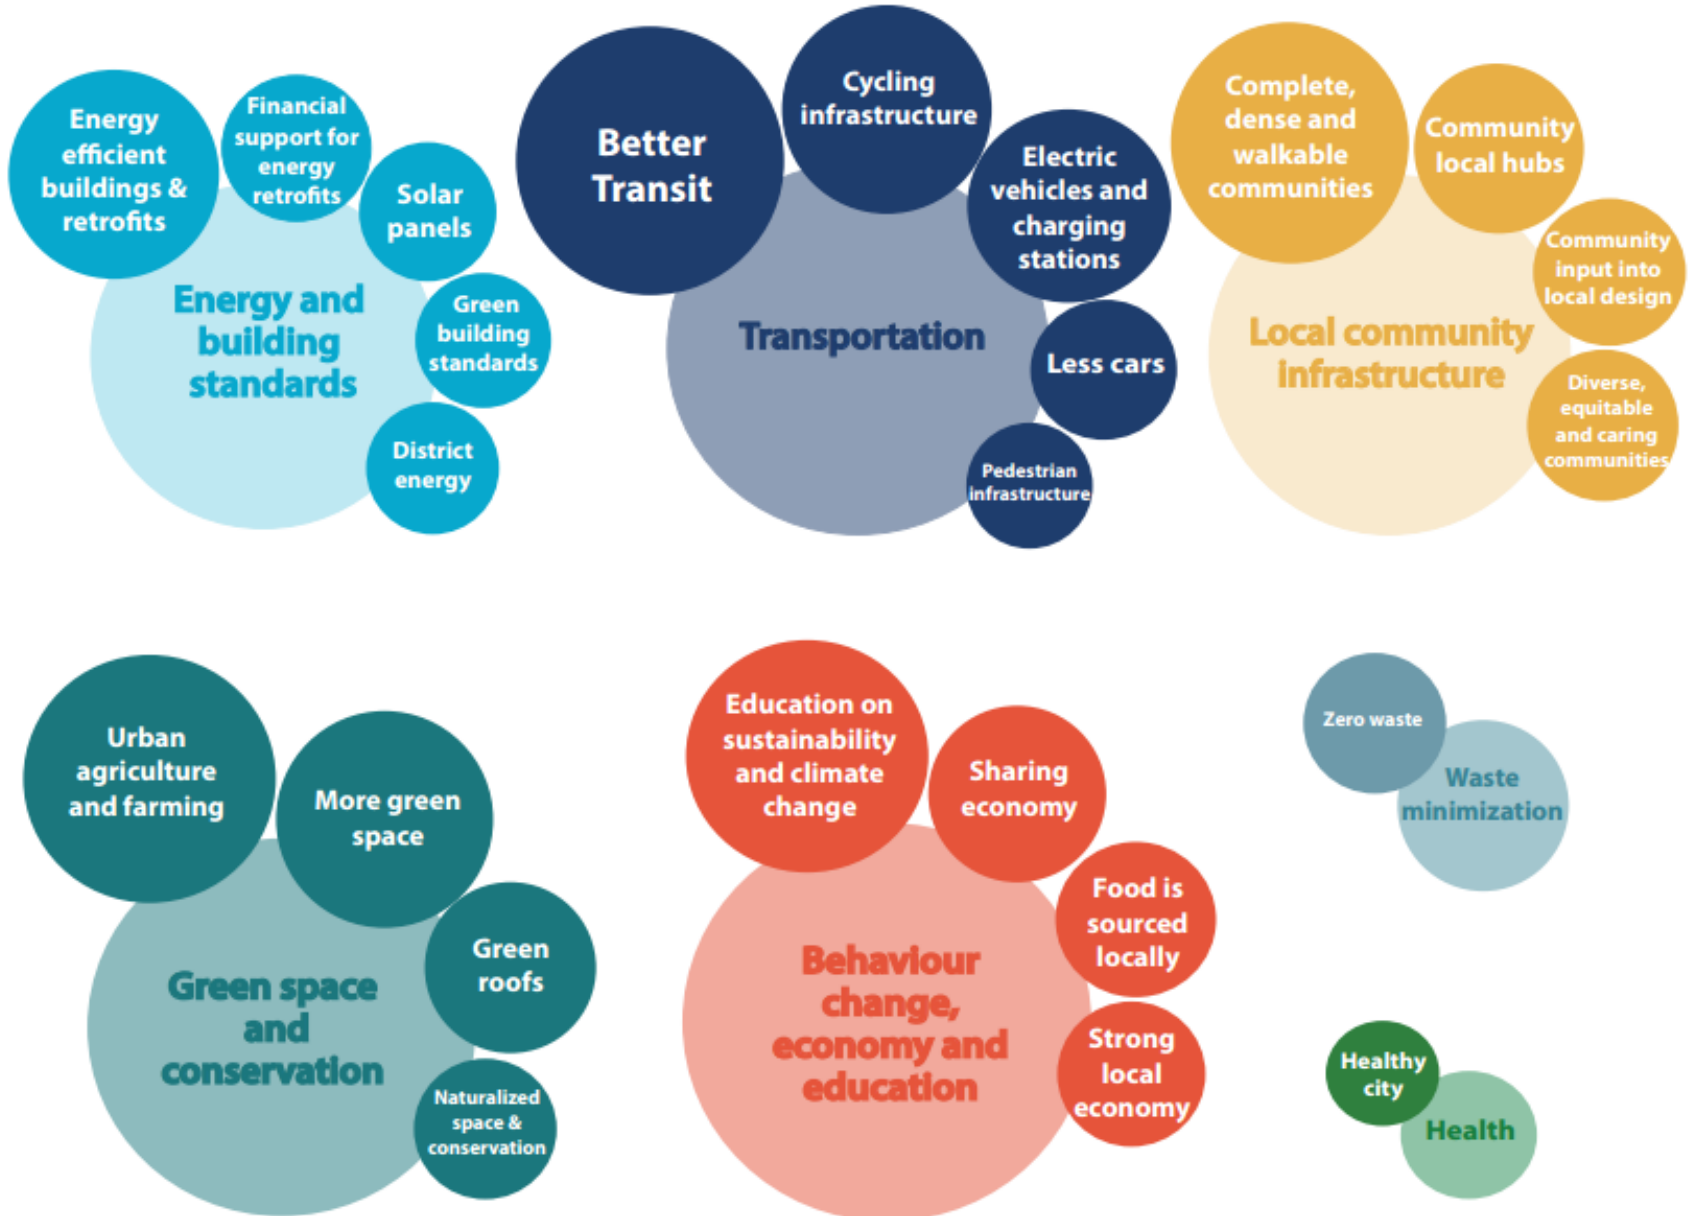 Energy
efficient
buildings &
retrofits
Financial
support for
energy
retrofits
Solar
panels
Green
building
standards
District
energy
Energy and
building
standards
Better
Transit
Cycling
infrastructure
Electric
vehicles and
charging
stations
Less cars
Pedestrian
infrastructure
Transportation
Complete,
dense and
walkable
communities
Community
local hubs
Community
input into
local design
Diverse,
equitable
and caring
communities
Local community
infrastructure
Urban
agriculture
and farming
More green
space
Green
roofs
Naturalized
space &
conservation
Green space
and
conservation
Education on
sustainability
and climate
change
Sharing
economy
Food is
sourced
locally
Strong
local
economy
Behaviour
change,
economy and
education
Zero waste
Waste
minimization
Healthy
city
Health